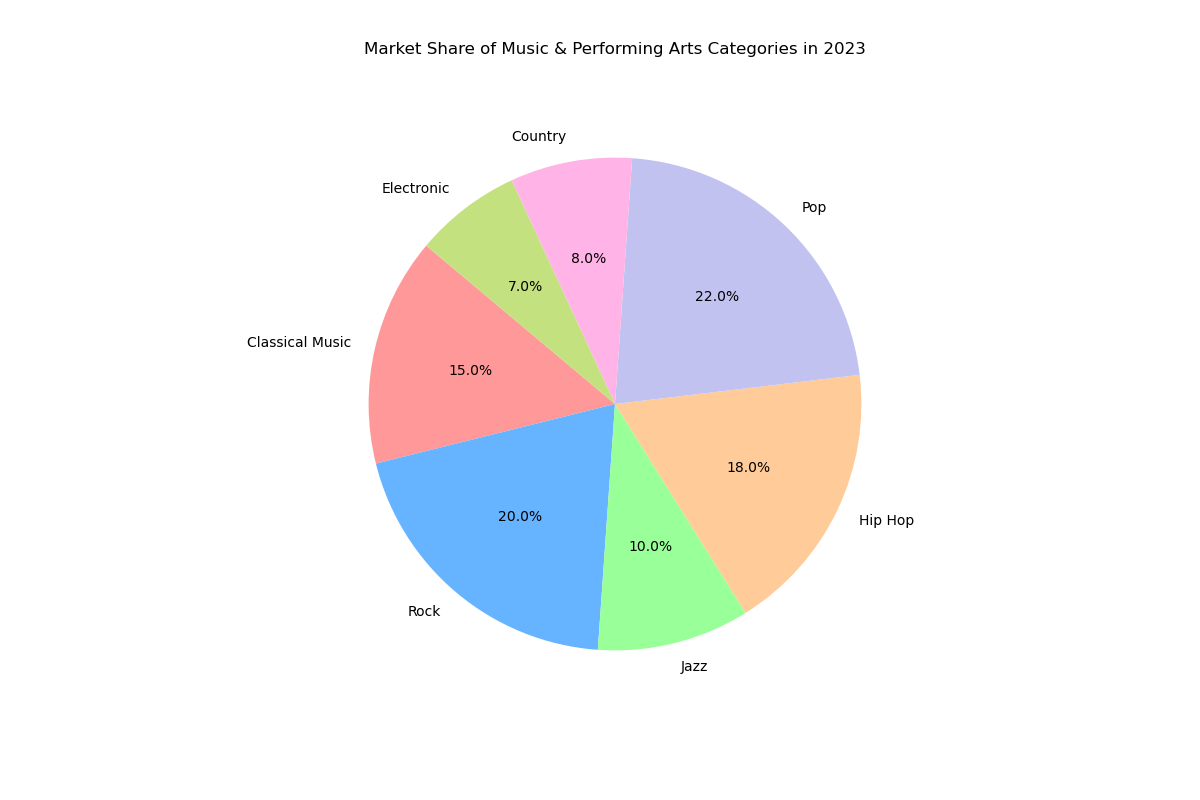 Market Share of Music & Performing Arts Categories in 2023
Country
Electronic
Pop
8.0%
7.0%
22.0%
Classical Music
15.0%
18.0%
20.0%
Hip Hop
10.0%
Rock
Jazz